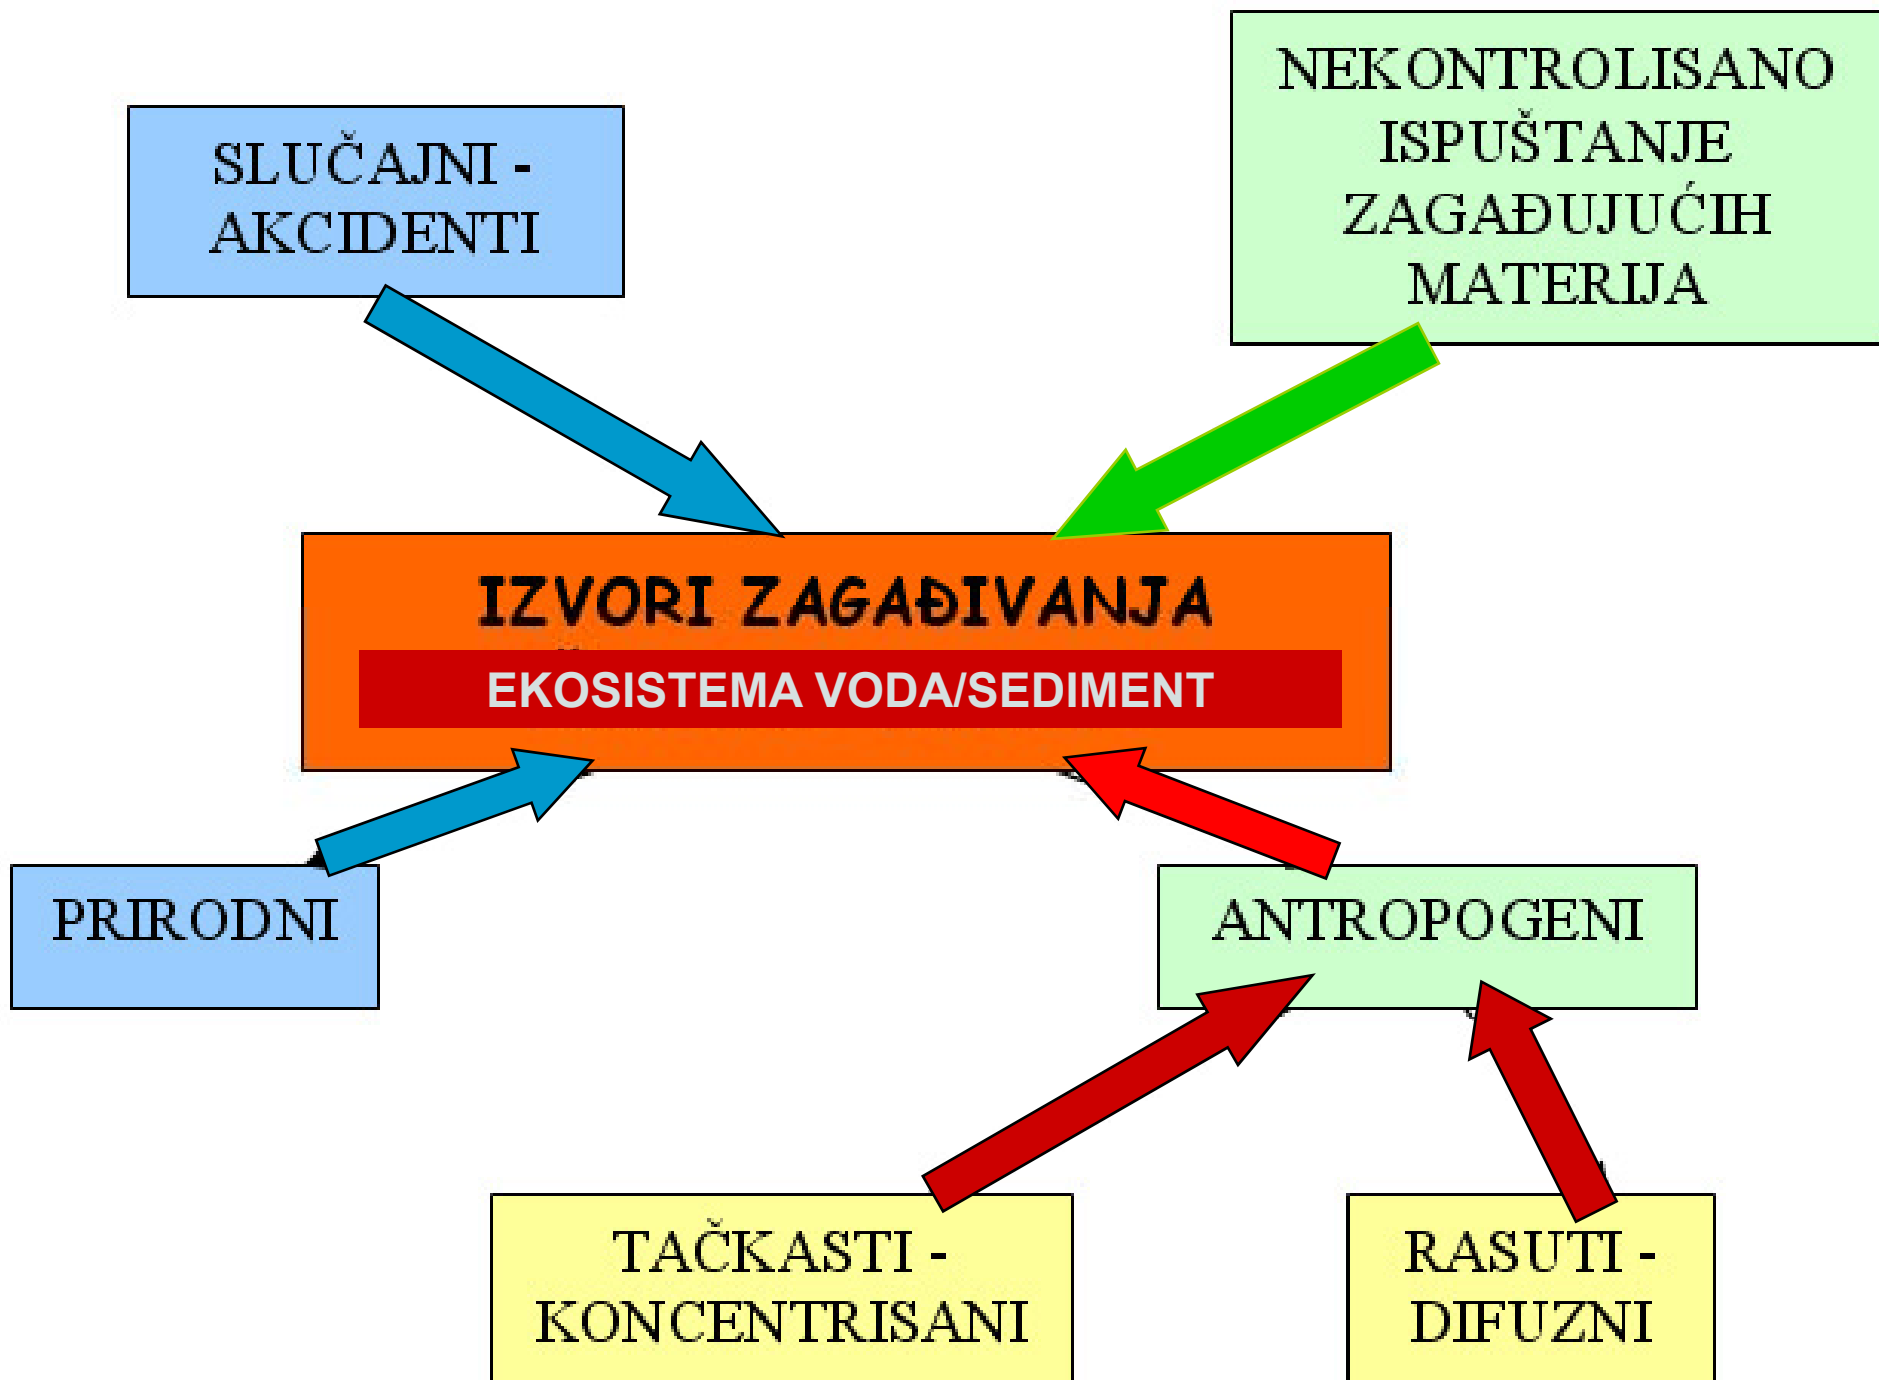 SLUČAJNI -
AKCIDENTI
NEKONTROLISANO
ISPUŠTANJE
ZAGAĐUJUĆIH
MATERIJA
IZVORI ZAGAĐIVANJA
EKOSISTEMA VODA/SEDIMENT
PRIRODNI
ANTROPOGENI
TAČKASTI -
KONCENTRISANI
RASUTI -
DIFUZNI